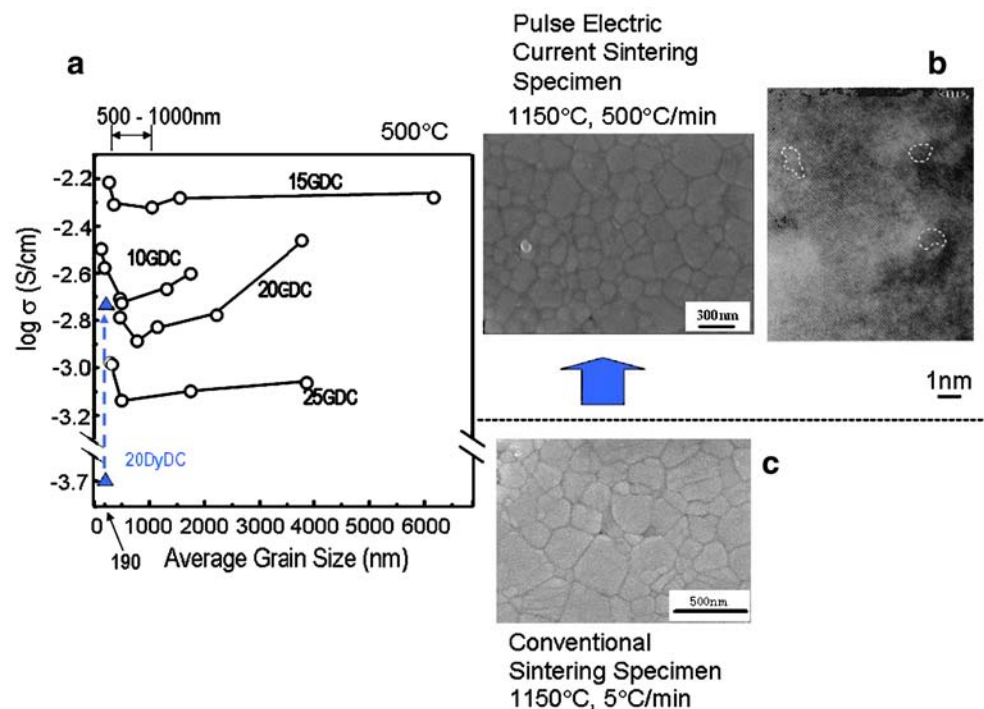 a
500 - 1000nm
500°C
-2.2
-2.4
-2.6
-2.8
-3.0
-3.2
-3.7
log σ (S/cm)
15GDC
10GDC
20GDC
25GDC
20DyDC
0 1000 2000 3000 4000 5000 6000
190
Average Grain Size (nm)
Pulse Electric
Current Sintering
Specimen
1150°C, 500°C/min
300nm
b
1nm
c
500nm
Conventional
Sintering Specimen
1150°C, 5°C/min